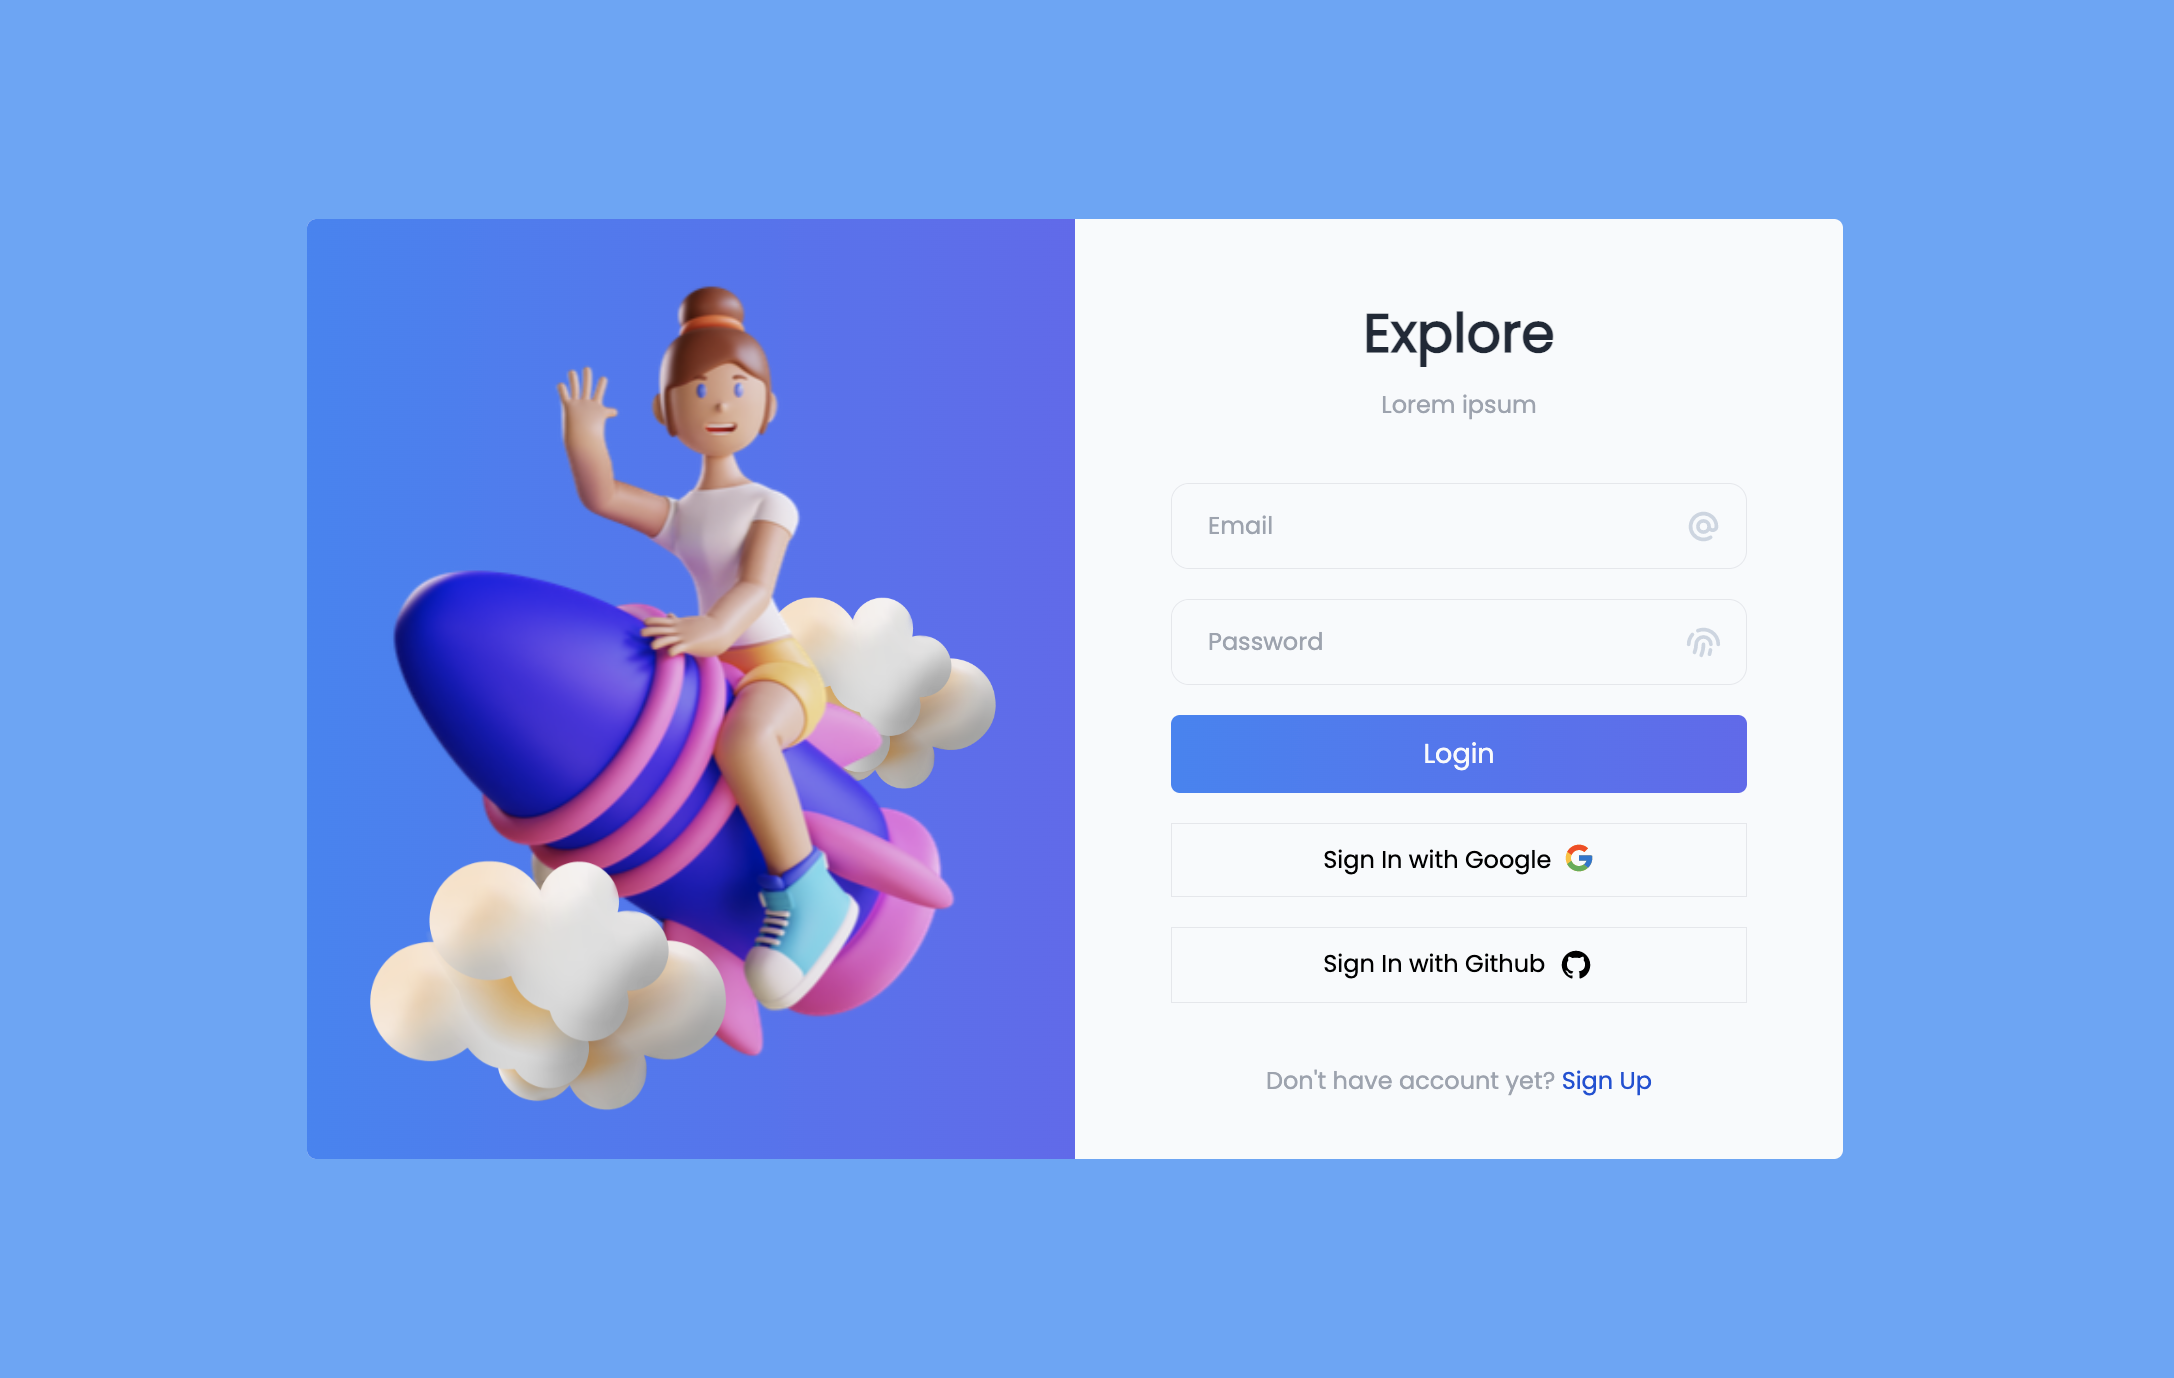 Explore
Lorem ipsum
Email
Password
Login
Sign In with Google
Sign In with Github
Don't have account yet? Sign Up